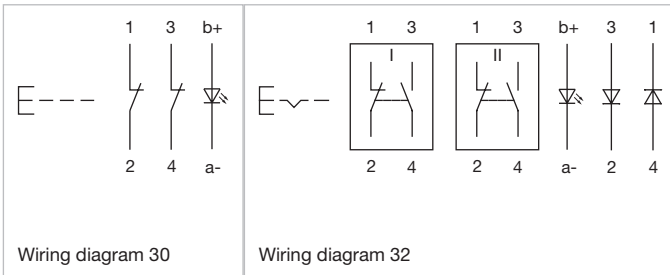 1 3 b+
2 4 a-
Wiring diagram 30
1 3 1 3 b+ 3 1
I II
2 4 2 4 a- 2 4
Wiring diagram 32